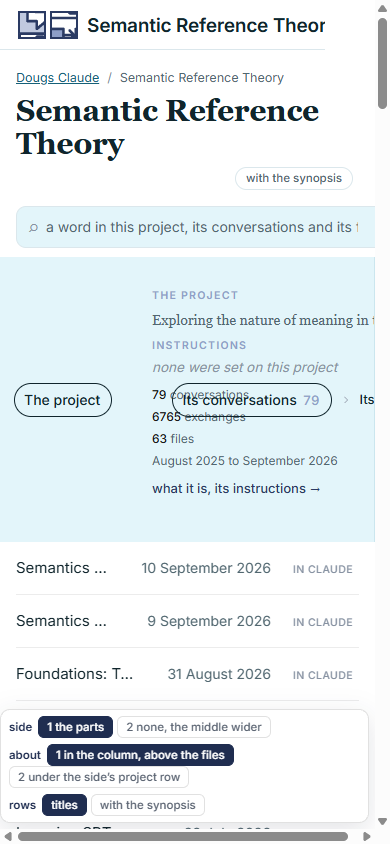 Semantic Reference Theor
Dougs Claude / Semantic Reference Theory
Semantic Reference
Theory
with the synopsis
a word in this project, its conversations and its f
THE PROJECT
Exploring the nature of meaning in t
INSTRUCTIONS
none were set on this project
79 conversations
The project
Its conversations 79 › Its
6765 exchanges
63 files
August 2025 to September 2026
what it is, its instructions →
Semantics ... 10 September 2026 IN CLAUDE
Semantics ... 9 September 2026 IN CLAUDE
Foundations: T... 31 August 2026 IN CLAUDE
side 1 the parts 2 none, the middle wider
about 1 in the column, above the files
2 under the side's project row
rows titles with the synopsis